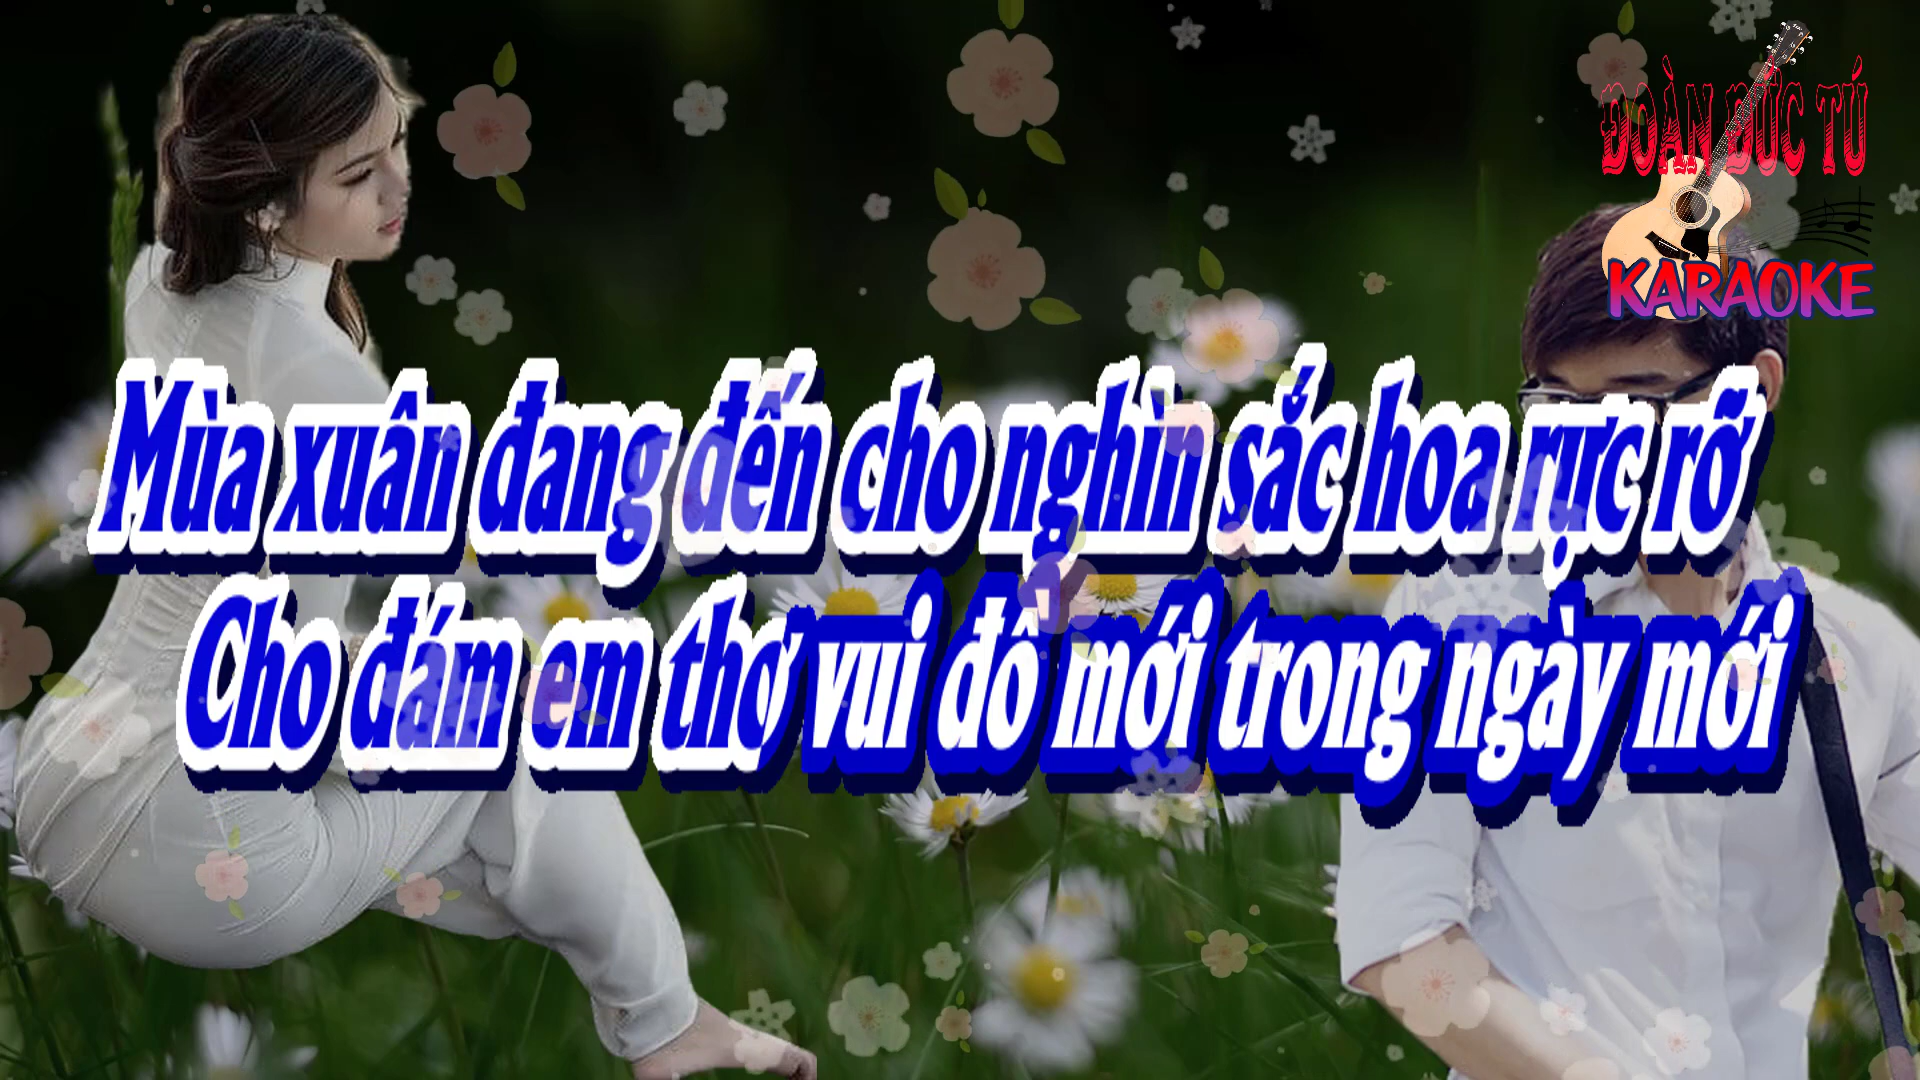 ĐOÀN ĐỨC TÚ
KARAOKE
Mùa xuân đang đến cho nghìn sắc hoa rực rỡ
Cho đám em thơ vui đồ mới trong ngày mới